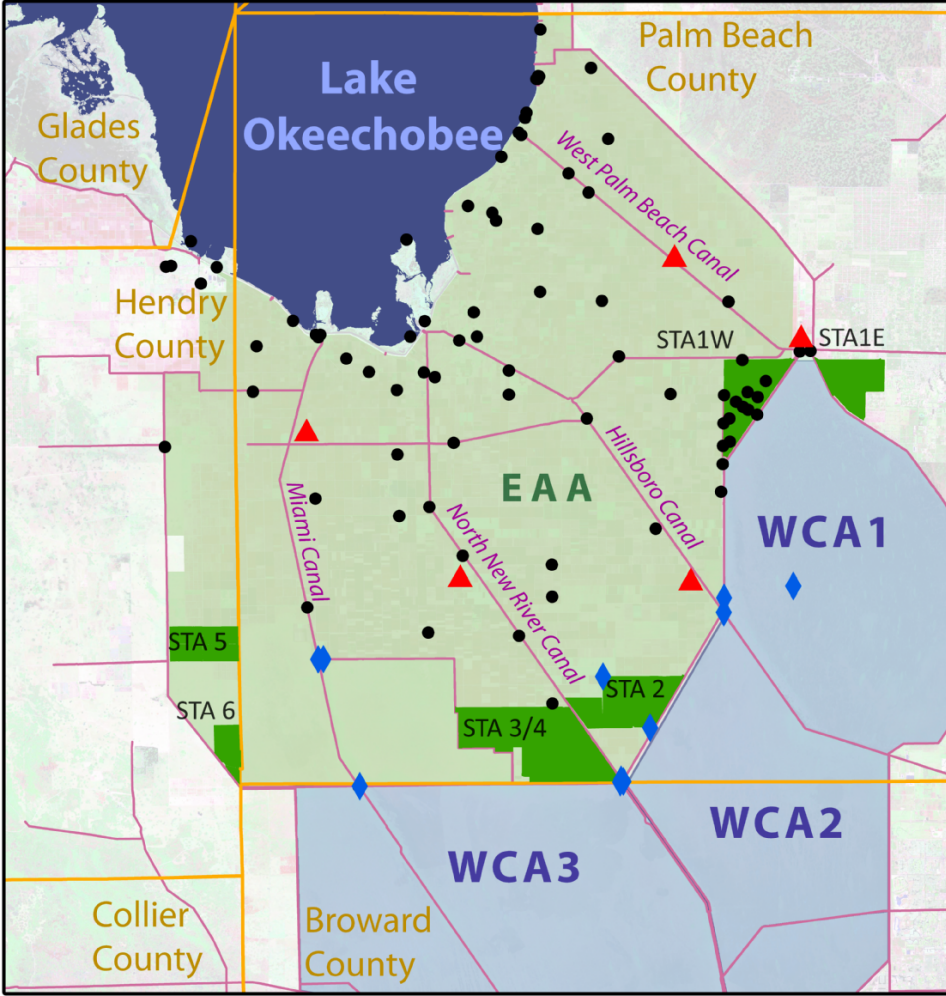 Palm Beach
County
Lake
Okeechobee
Glades
County
West Palm Beach Canal
Hendry
County
STA1W
STA1E
Hillsboro Canal
EAA
Miami Canal
North New River Canal
WCA1
STA 5
STA 2
STA 6
STA 3/4
WCA2
WCA3
Collier
County
Broward
County